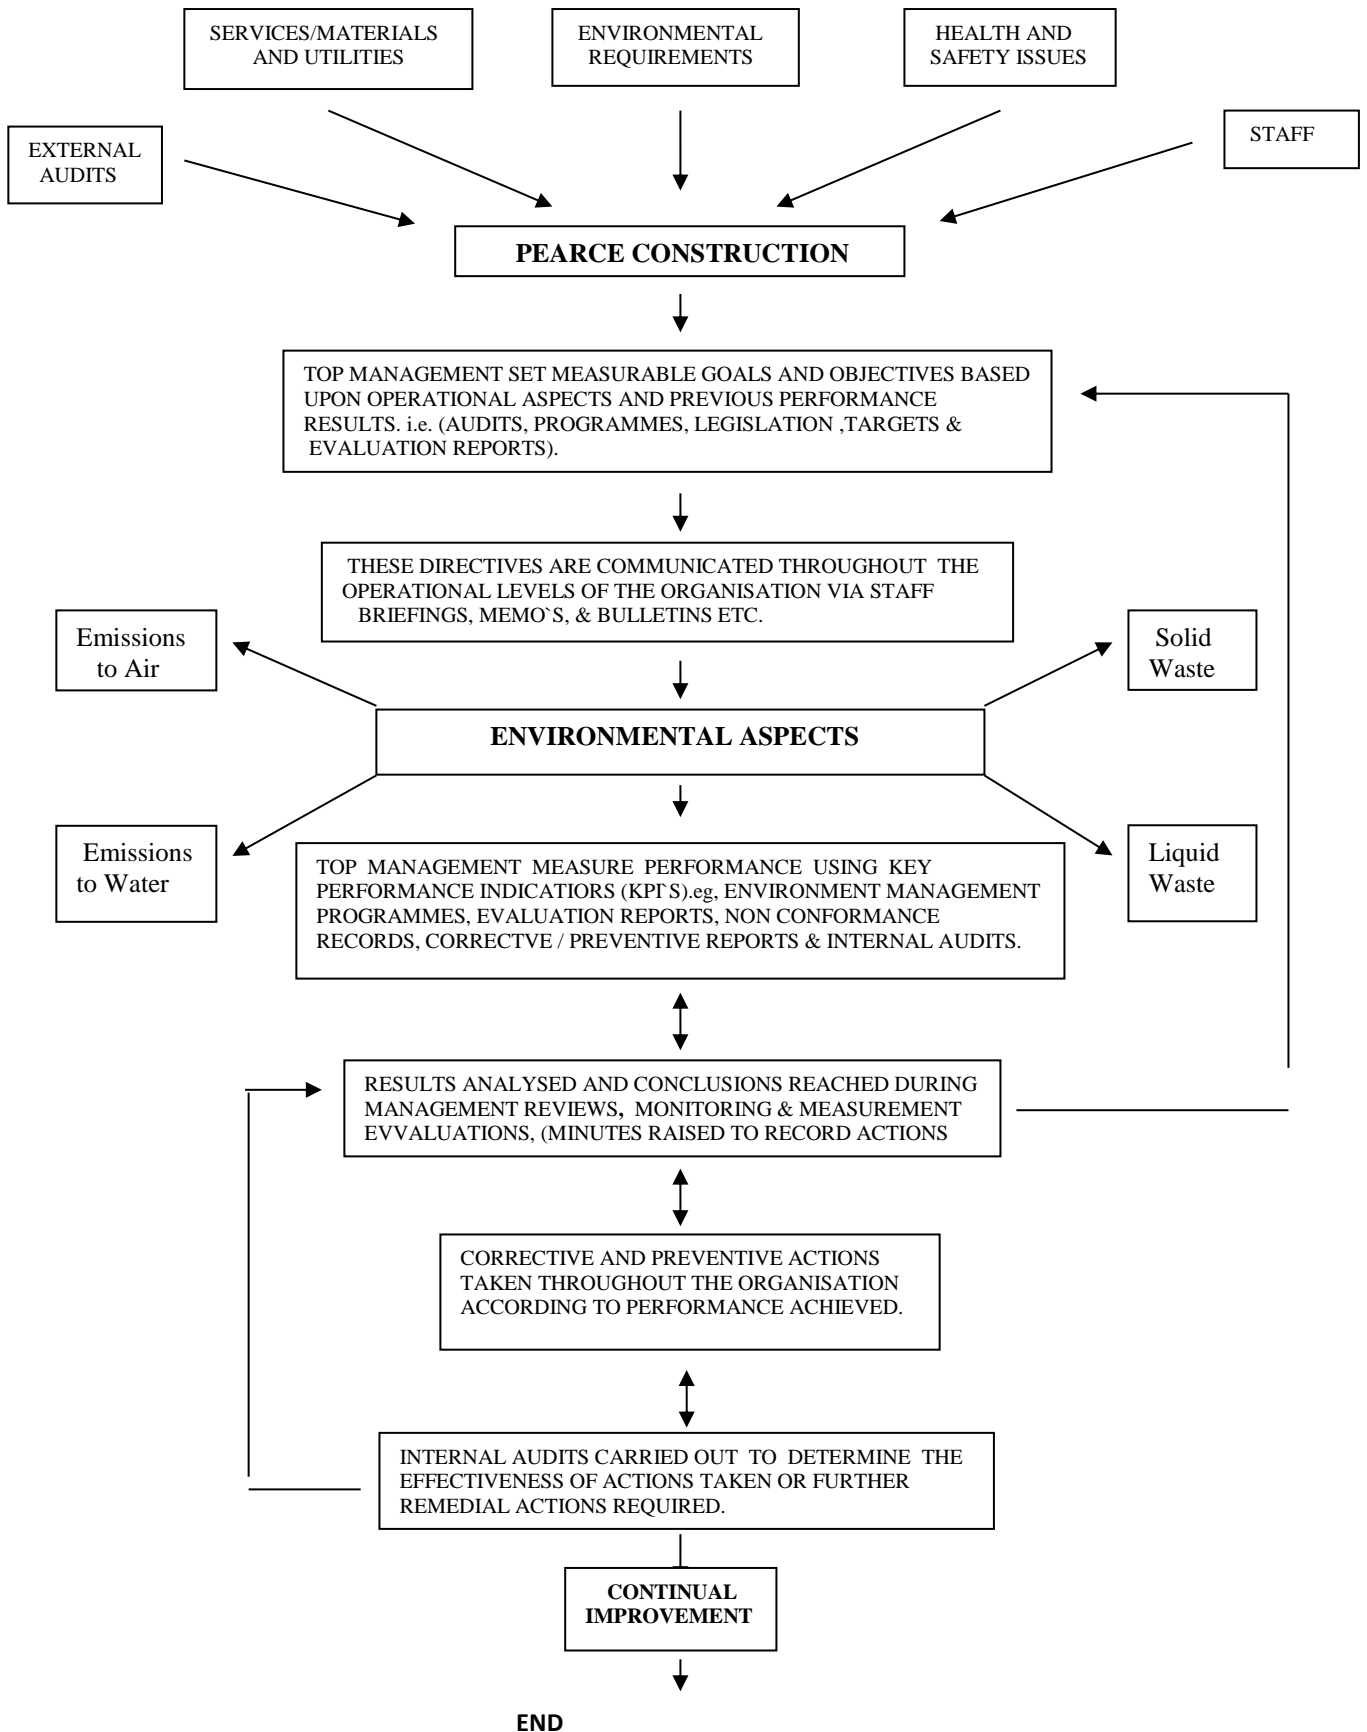 SERVICES/MATERIALS
AND UTILITIES
ENVIRONMENTAL
REQUIREMENTS
HEALTH AND
SAFETY ISSUES
EXTERNAL
AUDITS
STAFF
PEARCE CONSTRUCTION
TOP MANAGEMENT SET MEASURABLE GOALS AND OBJECTIVES BASED
UPON OPERATIONAL ASPECTS AND PREVIOUS PERFORMANCE
RESULTS. i.e. (AUDITS, PROGRAMMES, LEGISLATION ,TARGETS &
EVALUATION REPORTS).
THESE DIRECTIVES ARE COMMUNICATED THROUGHOUT THE
OPERATIONAL LEVELS OF THE ORGANISATION VIA STAFF
BRIEFINGS, MEMO`S, & BULLETINS ETC.
Emissions
to Air
Solid
Waste
ENVIRONMENTAL ASPECTS
Emissions
to Water
Liquid
Waste
TOP MANAGEMENT MEASURE PERFORMANCE USING KEY
PERFORMANCE INDICATIORS (KPI`S).eg, ENVIRONMENT MANAGEMENT
PROGRAMMES, EVALUATION REPORTS, NON CONFORMANCE
RECORDS, CORRECTVE / PREVENTIVE REPORTS & INTERNAL AUDITS.
RESULTS ANALYSED AND CONCLUSIONS REACHED DURING
MANAGEMENT REVIEWS, MONITORING & MEASUREMENT
EVVALUATIONS, (MINUTES RAISED TO RECORD ACTIONS
CORRECTIVE AND PREVENTIVE ACTIONS
TAKEN THROUGHOUT THE ORGANISATION
ACCORDING TO PERFORMANCE ACHIEVED.
INTERNAL AUDITS CARRIED OUT TO DETERMINE THE
EFFECTIVENESS OF ACTIONS TAKEN OR FURTHER
REMEDIAL ACTIONS REQUIRED.
CONTINUAL
IMPROVEMENT
END